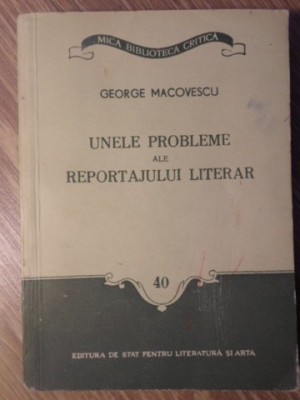 MICA BIBLIOTECĂ CRITICĂ
GEORGE MACOVESCU
UNELE PROBLEME
ALE
REPORTAJULUI LITERAR
40
EDITURA DE STAT PENTRU LITERATURĂ ȘI ARTĂ